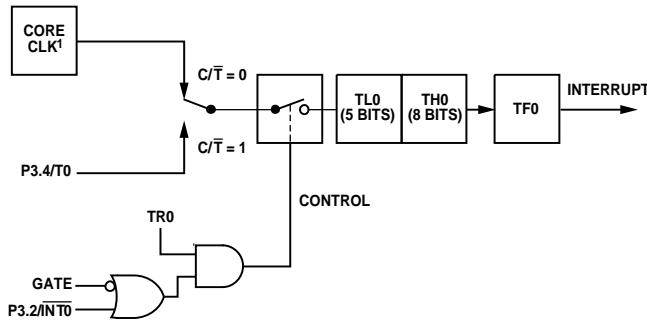 CORE
CLK¹
C/T̅ = 0
C/T̅ = 1
P3.4/T0
TL0
(5 BITS)
TH0
(8 BITS)
TF0
INTERRUPT
CONTROL
TR0
GATE
P3.2/I̅N̅T̅0̅